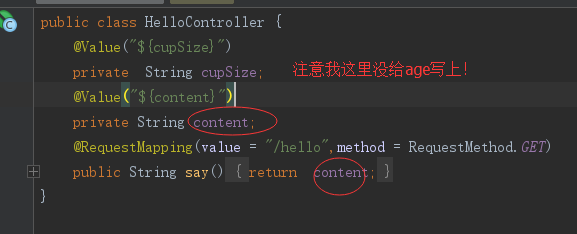 public class HelloController {
@Value("${cupSize}")
private String cupSize;
注意我这里没给age写上!
@Value("${content}")
private String content;
@RequestMapping(value = "/hello",method = RequestMethod.GET)
public String say() { return content; }
}